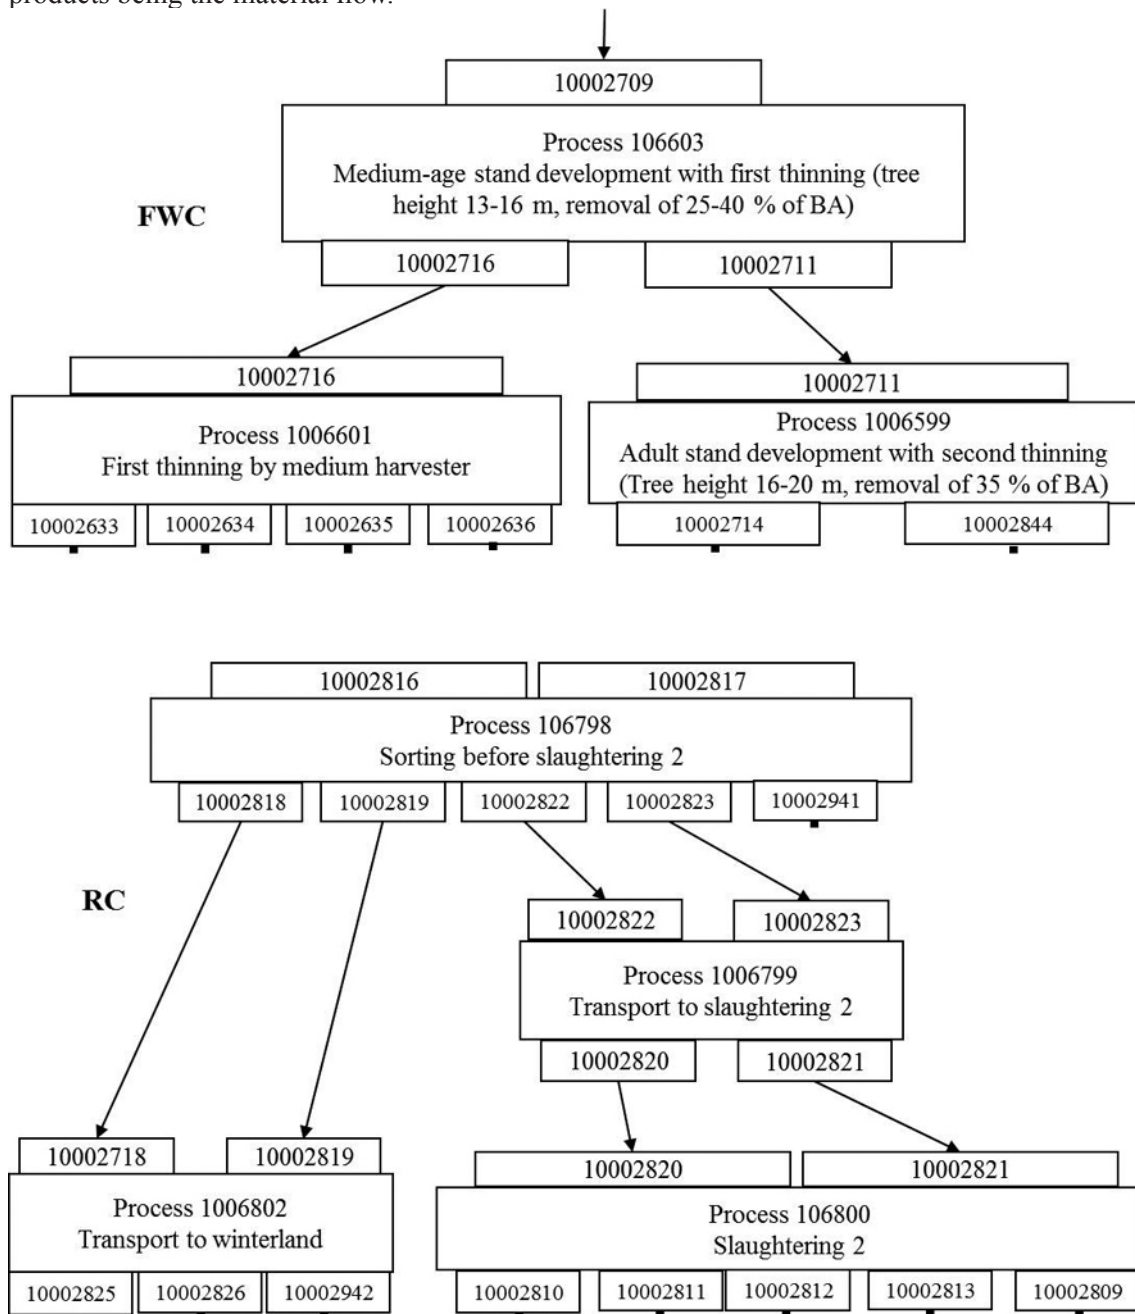 products being the material flow.
10002709
Process 106603
Medium-age stand development with first thinning (tree
height 13-16 m, removal of 25-40 % of BA)
FWC
10002716
10002711
10002716
10002711
Process 1006601
First thinning by medium harvester
Process 1006599
Adult stand development with second thinning
(Tree height 16-20 m, removal of 35 % of BA)
10002633
10002634
10002635
10002636
10002714
10002844
10002816
10002817
Process 106798
Sorting before slaughtering 2
10002818
10002819
10002822
10002823
10002941
RC
10002822
10002823
Process 1006799
Transport to slaughtering 2
10002820
10002821
10002718
10002819
10002820
10002821
Process 1006802
Transport to winterland
Process 106800
Slaughtering 2
10002825
10002826
10002942
10002810
10002811
10002812
10002813
10002809